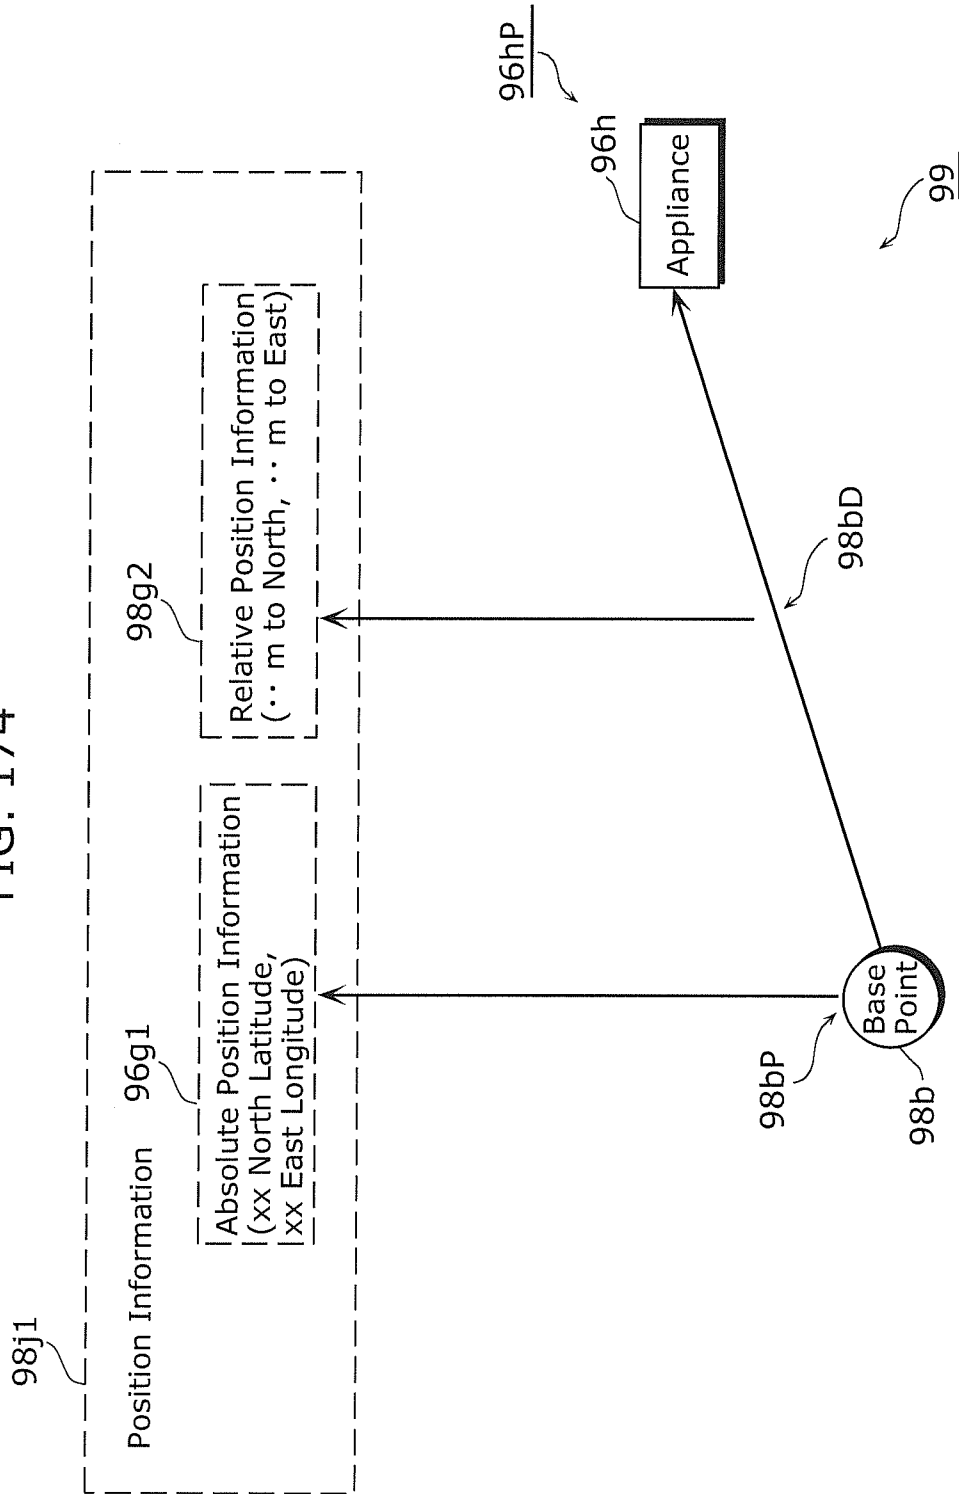 FIG. 174
98j1
Position Information
96g1
Absolute Position Information
(xx North Latitude,
xx East Longitude)
98g2
Relative Position Information
(·· m to North, ·· m to East)
98bP
Base
Point
98b
98bD
96hP
96h
Appliance
99